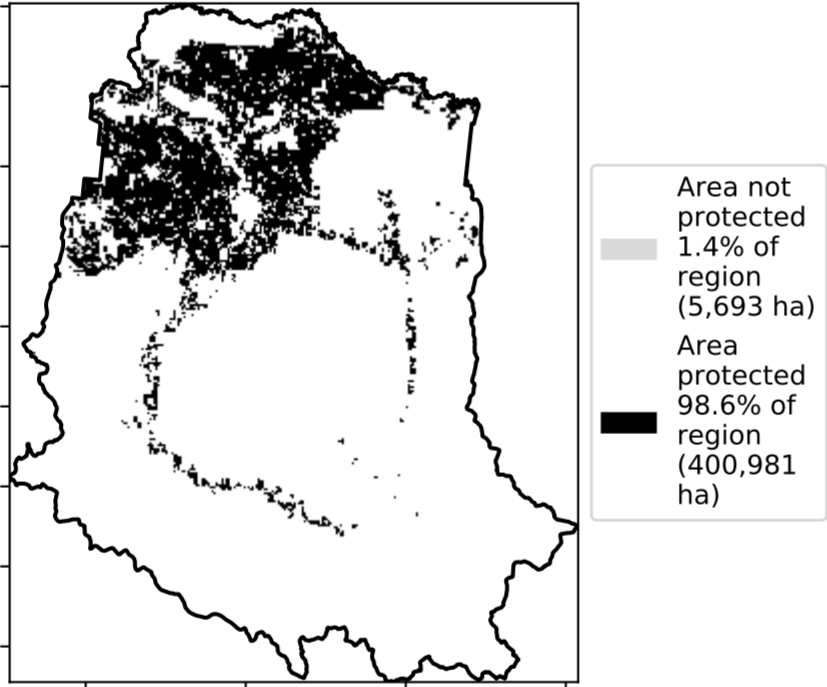 Area not
protected
1.4% of
region
(5,693 ha)
Area
protected
98.6% of
region
(400,981
ha)